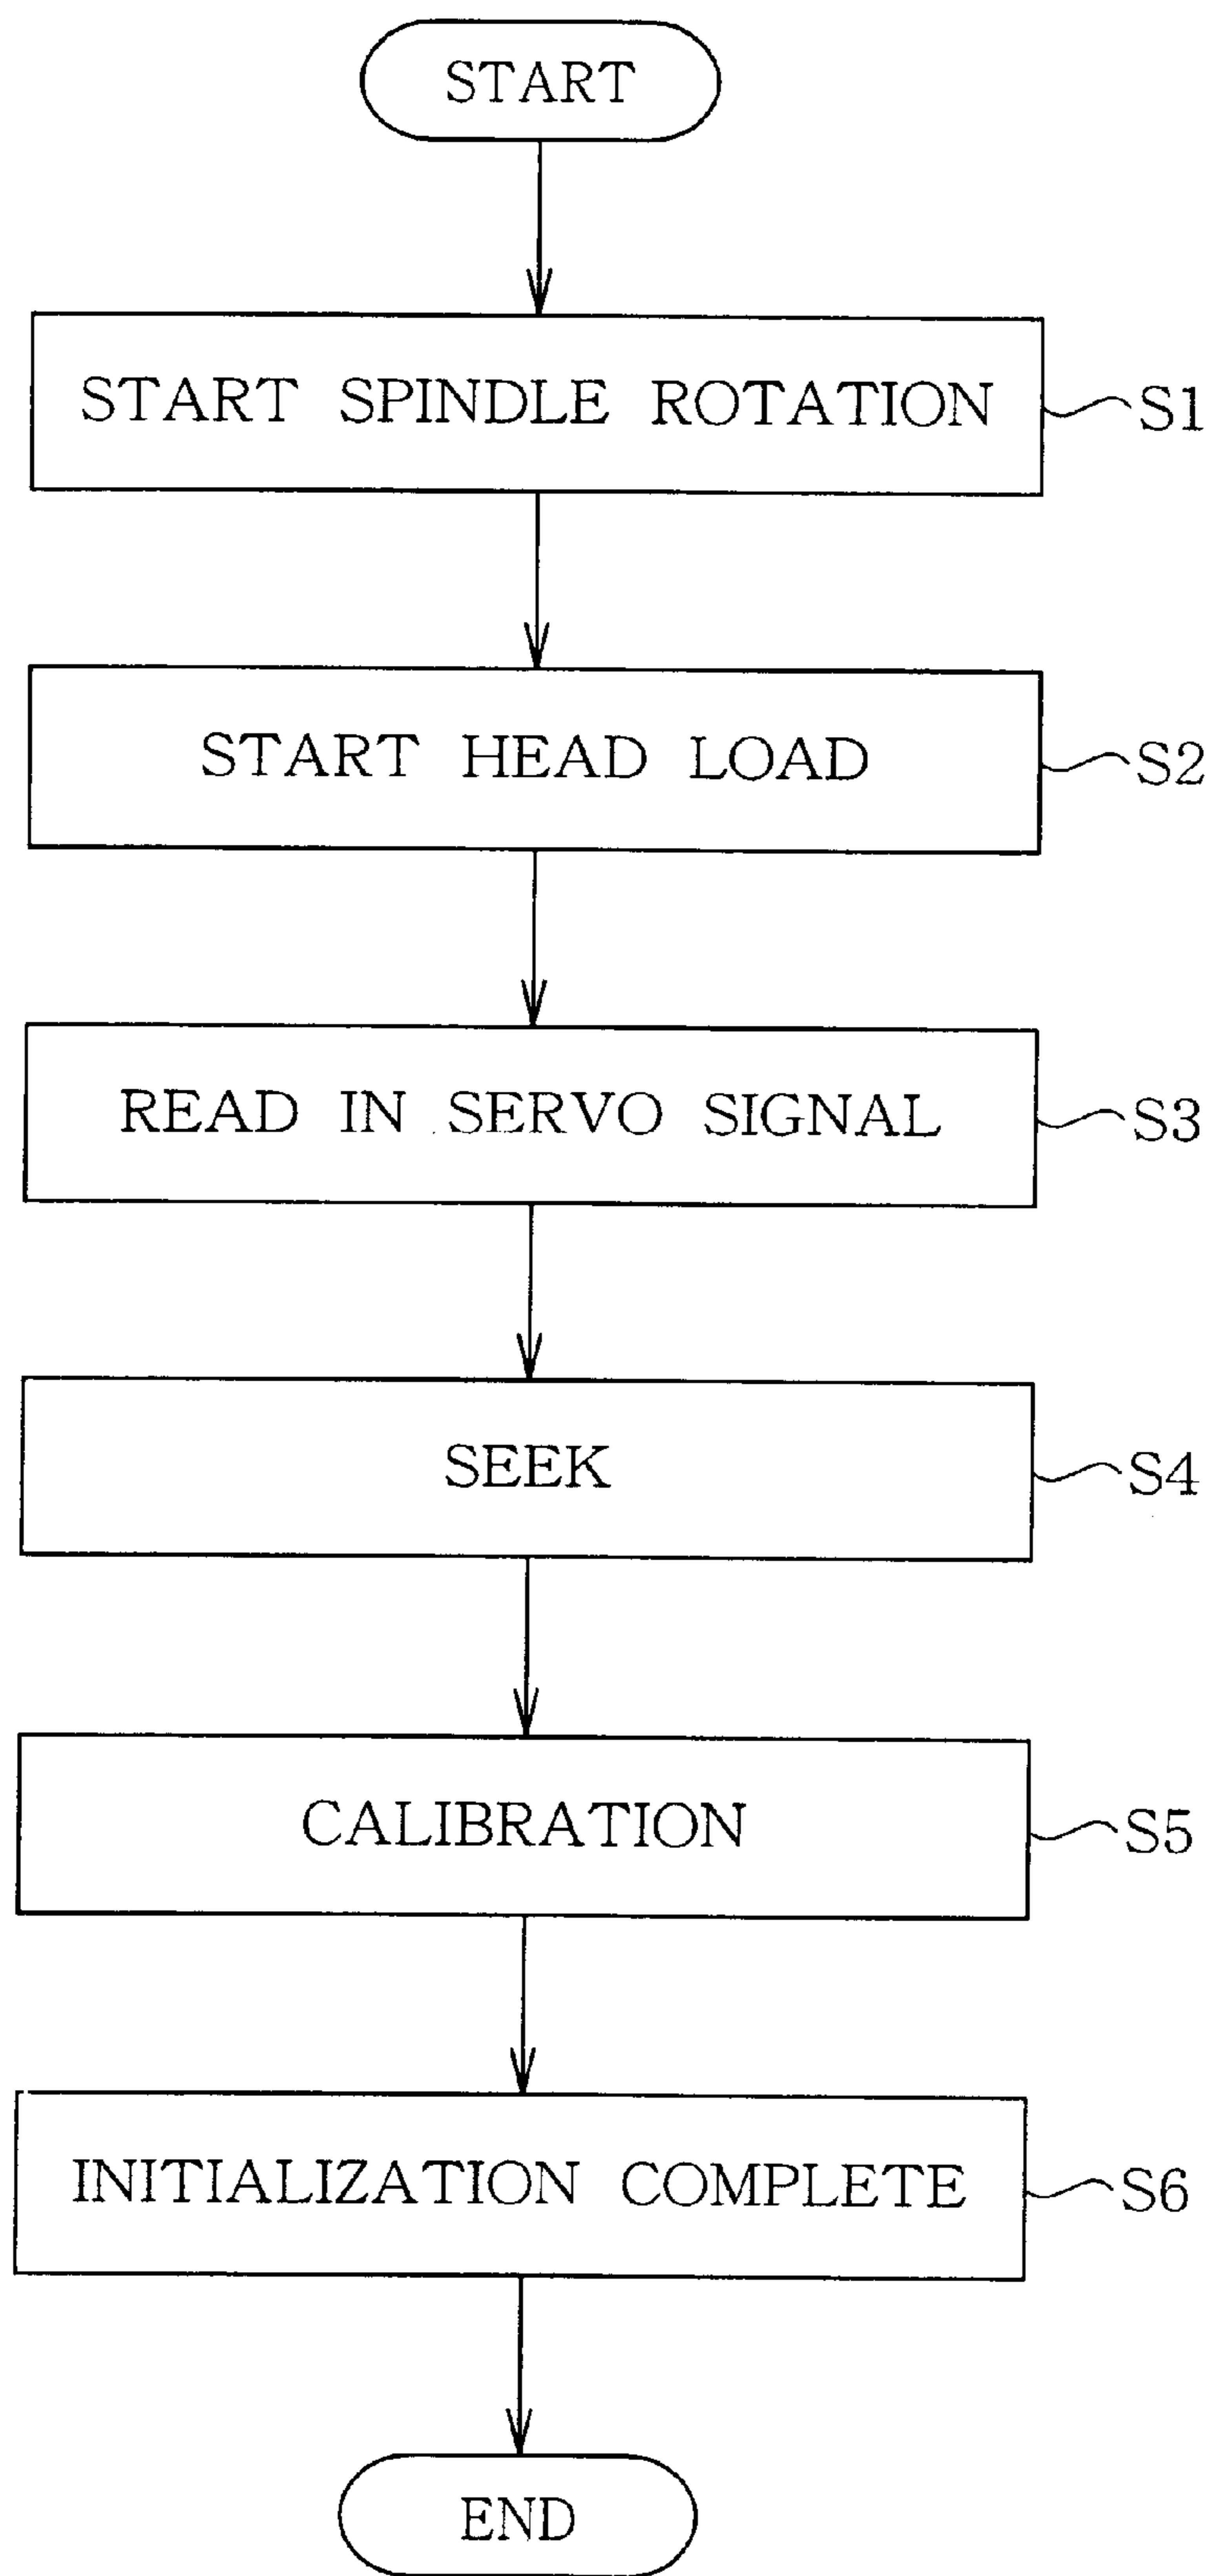 START
START SPINDLE ROTATION
S1
START HEAD LOAD
S2
READ IN SERVO SIGNAL
S3
SEEK
S4
CALIBRATION
S5
INITIALIZATION COMPLETE
S6
END